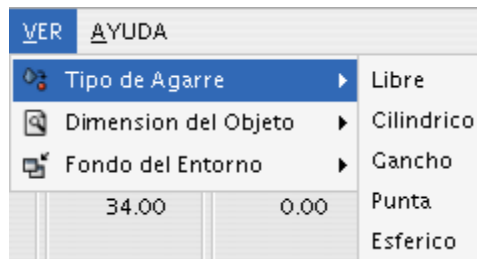 VER AYUDA
Tipo de Agarre
Dimension del Objeto
Fondo del Entorno
34.00 0.00
Libre
Cilindrico
Gancho
Punta
Esferico